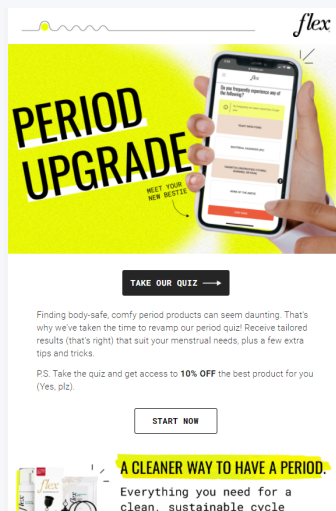 flex
flex
Do you frequently experience any of
the following?
PERIOD
UPGRADE
MEET YOUR
NEW BESTIE
TAKE OUR QUIZ
Finding body-safe, comfy period products can seem daunting. That's
why we've taken the time to revamp our period quiz! Receive tailored
results (that's right) that suit your menstrual needs, plus a few extra
tips and tricks.
P.S. Take the quiz and get access to 10% OFF the best product for you
(Yes, plz).
START NOW
flex
A CLEANER WAY TO HAVE A PERIOD.
Everything you need for a
clean, sustainable cycle